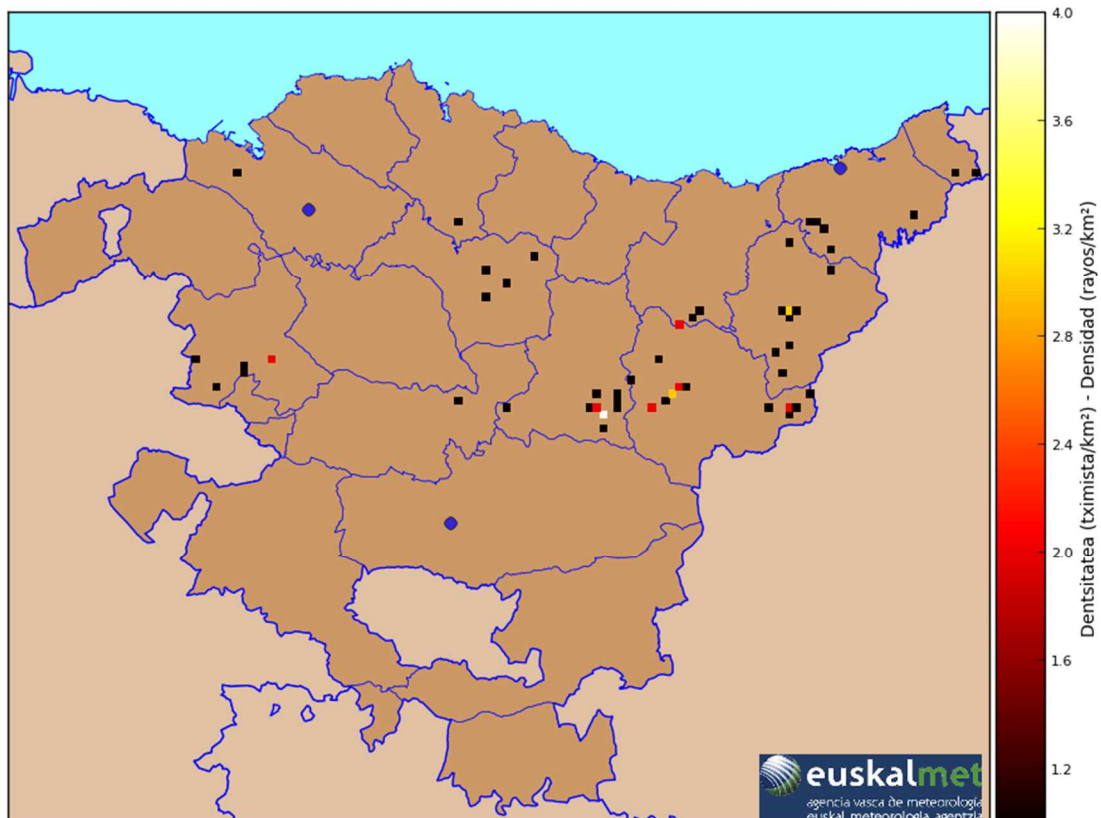 4.0
3.6
3.2
2.8
2.4
2.0
1.6
1.2
Dentsitatea (tximista/km²) - Densidad (rayos/km²)
euskalmet
agencia vasca de meteorología
euskal meteorologia agentzia